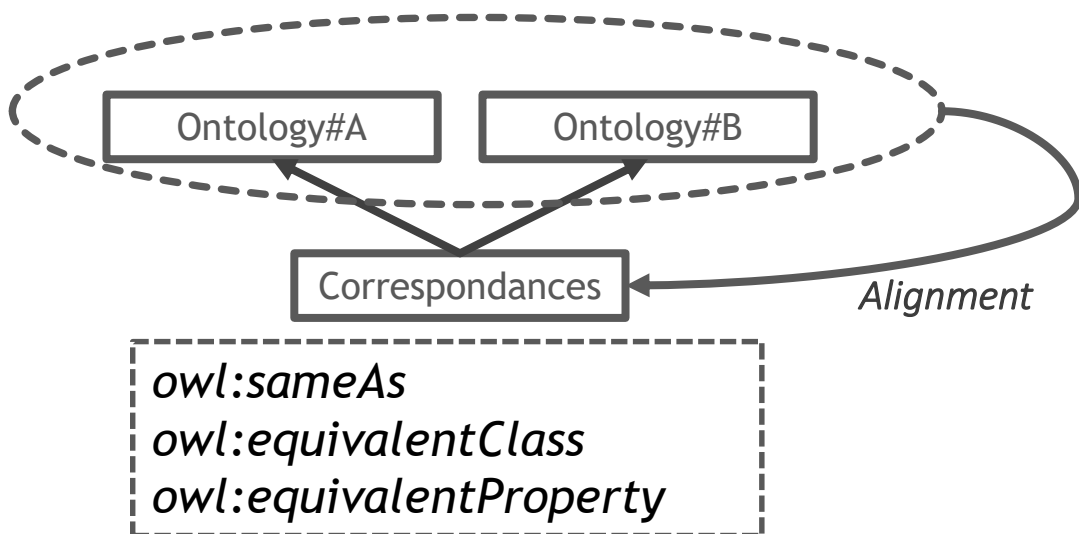 Ontology#A
Ontology#B
Correspondances
Alignment
owl:sameAs
owl:equivalentClass
owl:equivalentProperty